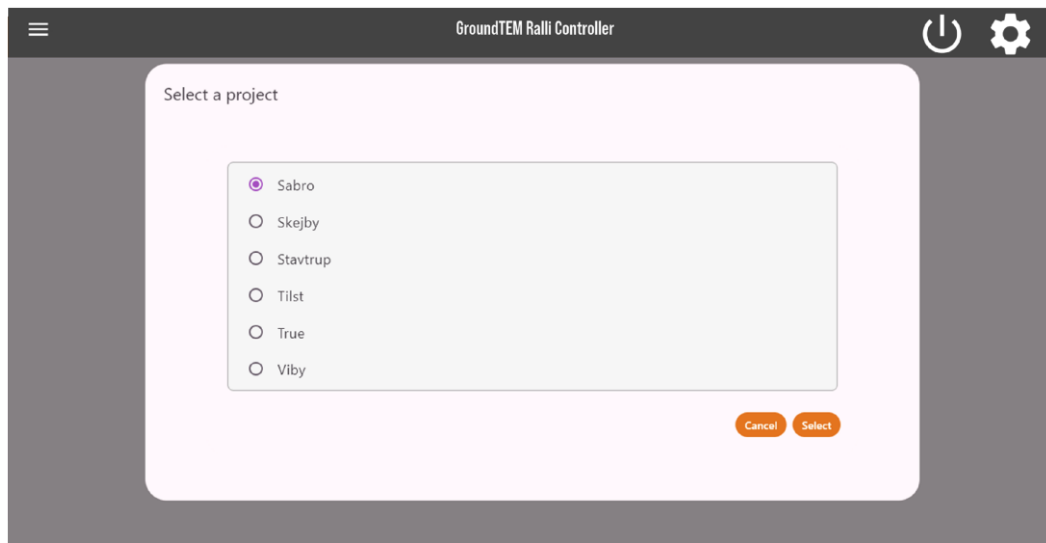 GroundTEM Ralli Controller
Select a project
Sabro
Skejby
Stavtrup
Tilst
True
Viby
Cancel Select